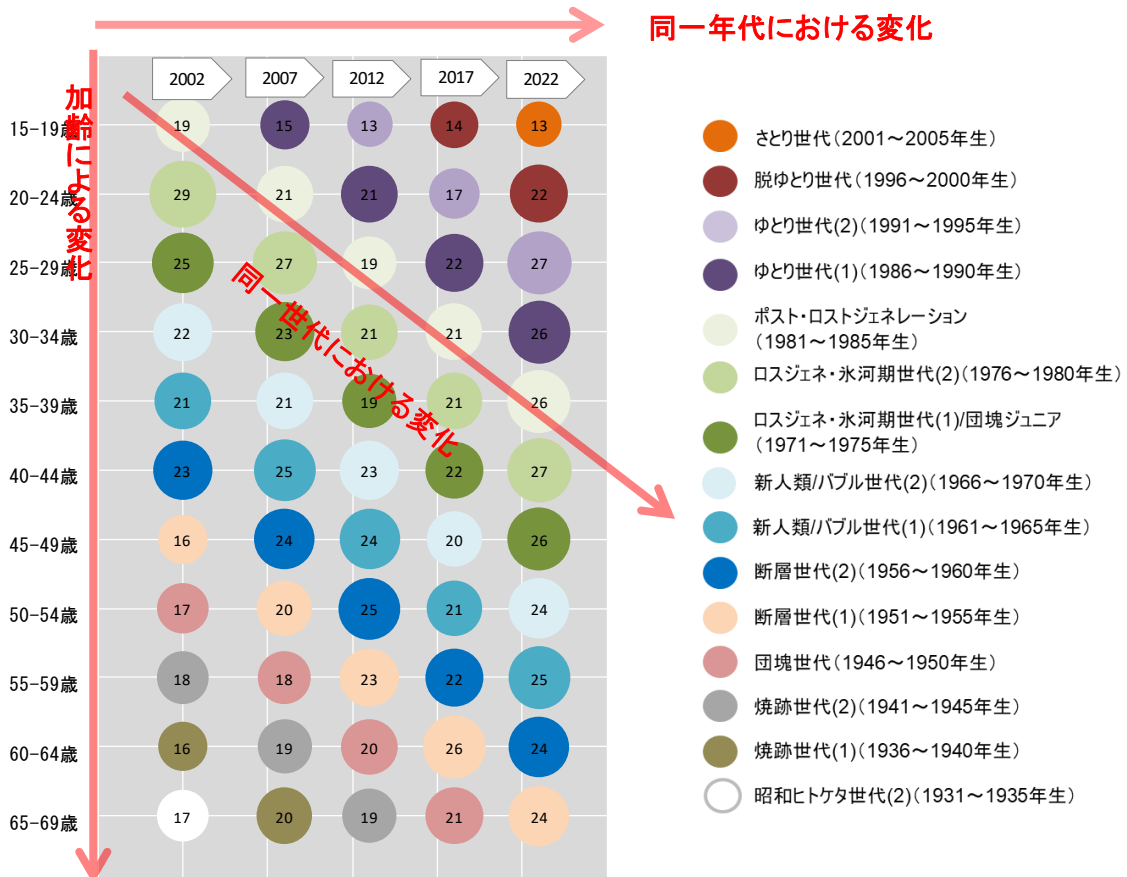 同一年代における変化
加齢による変化
2002 2007 2012 2017 2022
15-19歳 19 15 13 14 13
20-24歳 29 21 21 17 22
25-29歳 25 27 19 22 27
30-34歳 22 23 21 21 26
35-39歳 21 21 19 21 26
40-44歳 23 25 23 22 27
45-49歳 16 24 24 20 26
50-54歳 17 20 25 21 24
55-59歳 18 18 23 22 25
60-64歳 16 19 20 26 24
65-69歳 17 20 19 21 24
同一世代における変化
さとり世代(2001~2005年生)
脱ゆとり世代(1996~2000年生)
ゆとり世代(2)(1991~1995年生)
ゆとり世代(1)(1986~1990年生)
ポスト・ロストジェネレーション
(1981~1985年生)
ロスジェネ・氷河期世代(2)(1976~1980年生)
ロスジェネ・氷河期世代(1)/団塊ジュニア
(1971~1975年生)
新人類/バブル世代(2)(1966~1970年生)
新人類/バブル世代(1)(1961~1965年生)
断層世代(2)(1956~1960年生)
断層世代(1)(1951~1955年生)
団塊世代(1946~1950年生)
焼跡世代(2)(1941~1945年生)
焼跡世代(1)(1936~1940年生)
昭和ヒトケタ世代(2)(1931~1935年生)